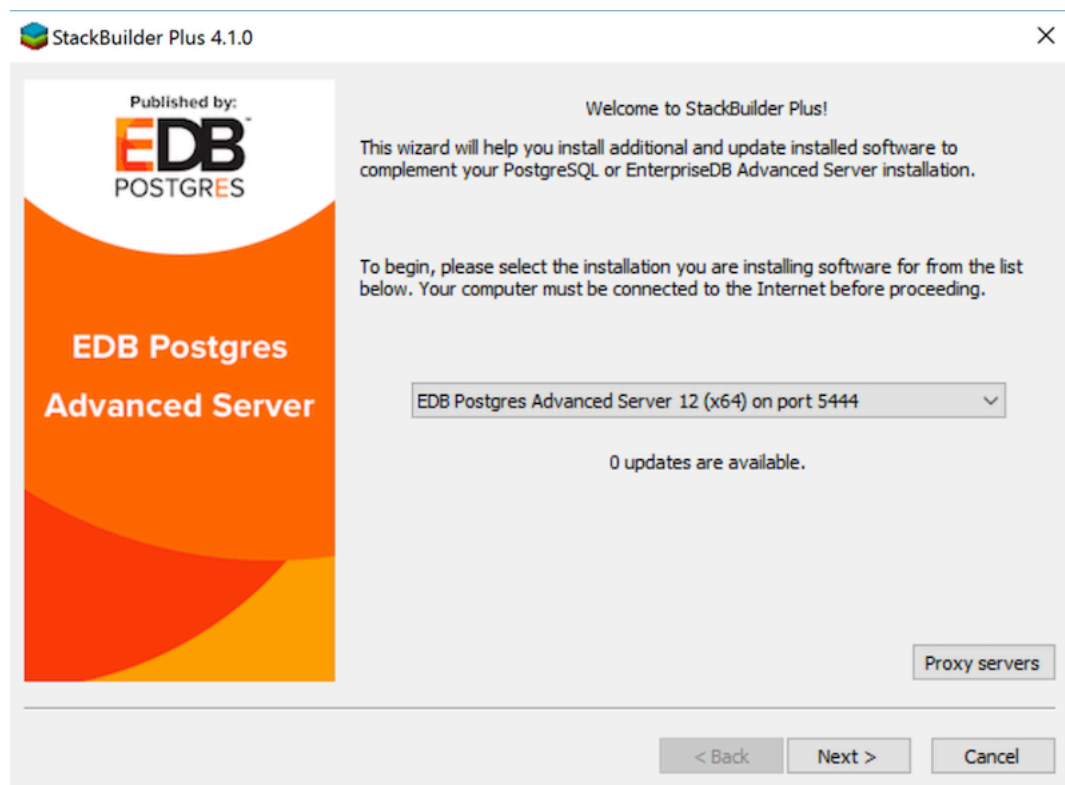 StackBuilder Plus 4.1.0
Published by:
EDB™
POSTGRES
EDB Postgres
Advanced Server
Welcome to StackBuilder Plus!
This wizard will help you install additional and update installed software to
complement your PostgreSQL or EnterpriseDB Advanced Server installation.
To begin, please select the installation you are installing software for from the list
below. Your computer must be connected to the Internet before proceeding.
EDB Postgres Advanced Server 12 (x64) on port 5444
0 updates are available.
Proxy servers
< Back
Next >
Cancel